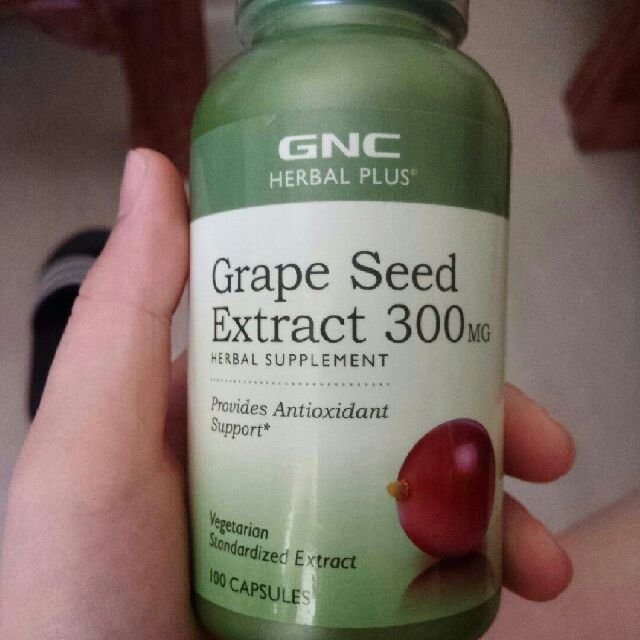 GNC
HERBAL PLUS®
Grape Seed
Extract 300MG
HERBAL SUPPLEMENT
Provides Antioxidant
Support*
Vegetarian
Standardized Extract
100 CAPSULES